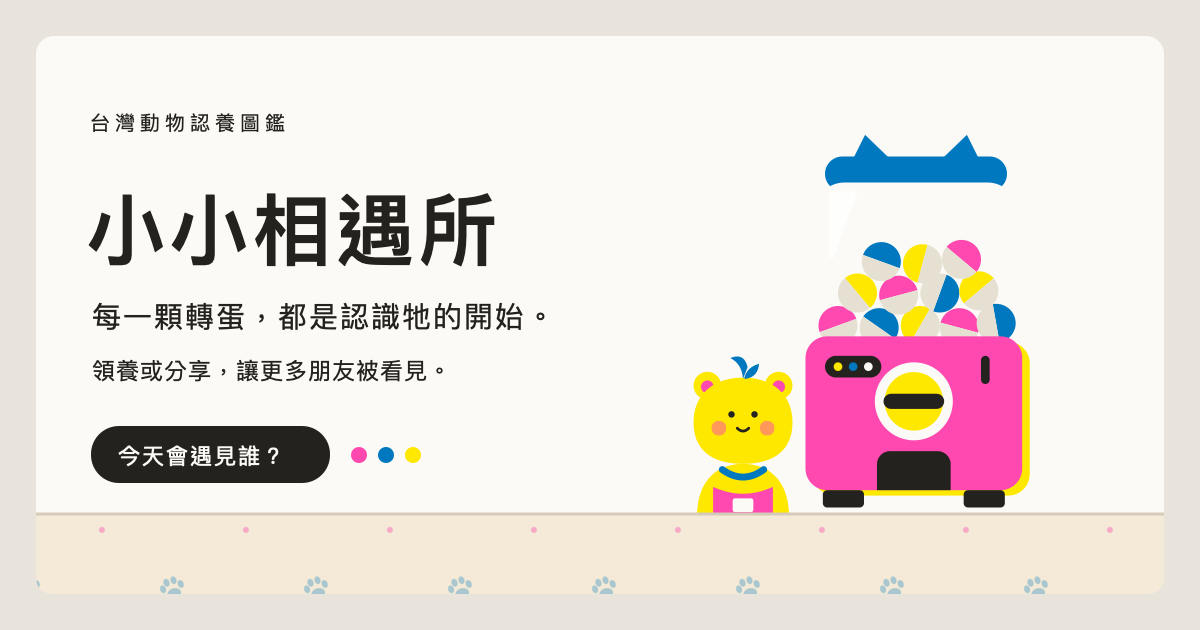 台灣動物認養圖鑑
小小相遇所
每一顆轉蛋，都是認識牠的開始。
領養或分享，讓更多朋友被看見。
今天會遇見誰？